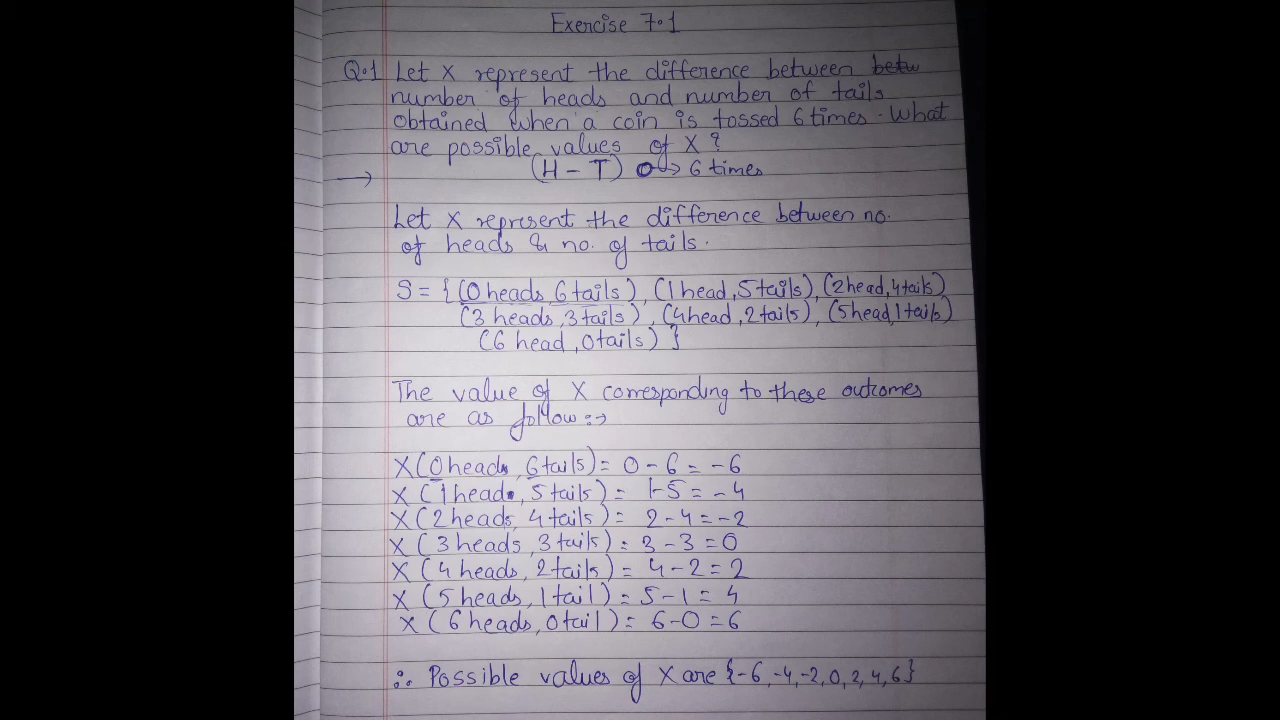 Exercise 7.1
Q.1 Let X represent the difference between betw
number of heads and number of tails
obtained when a coin is tossed 6 times. What
are possible values of X ?
→ (H - T) → 6 times
Let X represent the difference between no.
of heads & no. of tails.
S = { (0 heads, 6 tails), (1 head, 5 tails), (2 head, 4 tails)
(3 heads, 3 tails), (4 head, 2 tails), (5 head, 1 tails)
(6 head, 0 tails) }
The value of X corresponding to these outcomes
are as follow :→
X (0 heads, 6 tails) = 0 - 6 = -6
X (1 head, 5 tails) = 1-5 = -4
X (2 heads, 4 tails) = 2 - 4 = -2
X (3 heads, 3 tails) = 3 - 3 = 0
X (4 heads, 2 tails) = 4 - 2 = 2
X (5 heads, 1 tail) = 5 - 1 = 4
X (6 heads, 0 tail) = 6-0 = 6
∴ Possible values of X are {-6, -4, -2, 0, 2, 4, 6}